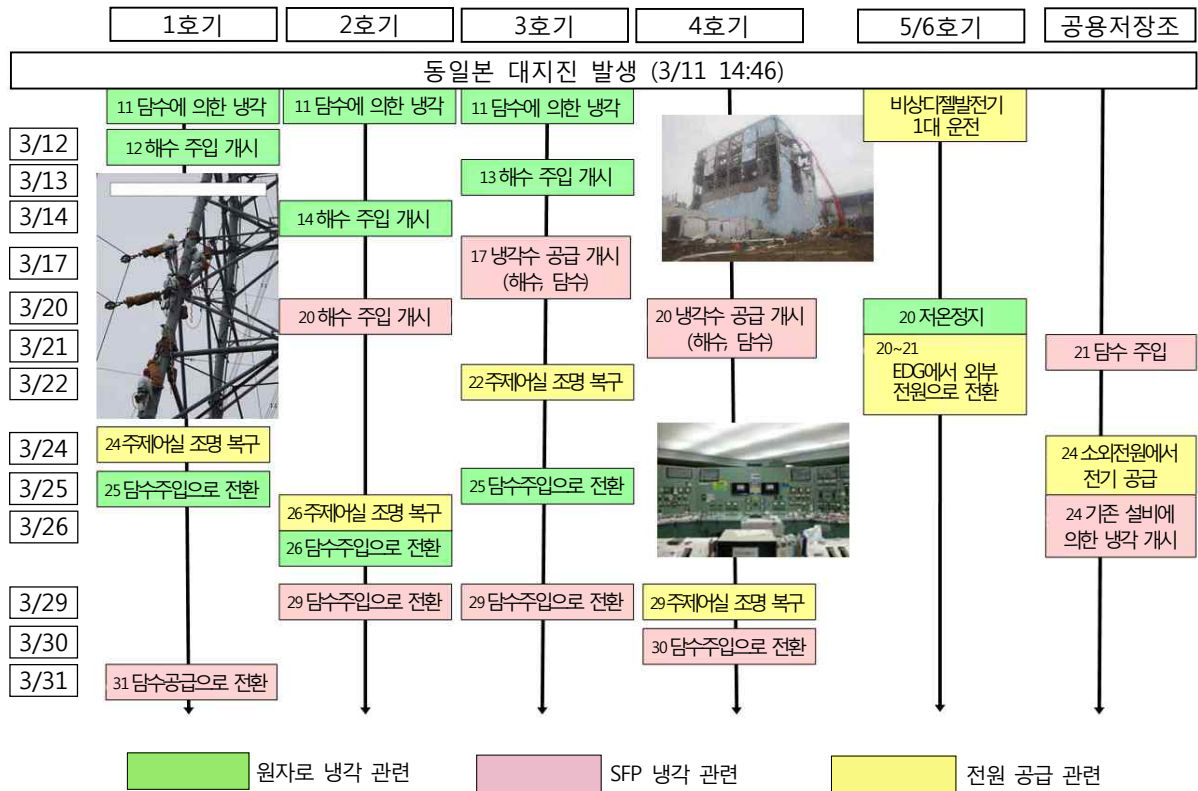 1호기 2호기 3호기 4호기 5/6호기 공용저장조
동일본 대지진 발생 (3/11 14:46)
11 담수에 의한 냉각 11 담수에 의한 냉각 11 담수에 의한 냉각 비상디젤발전기
1대 운전
3/12 12 해수 주입 개시
3/13 13 해수 주입 개시
3/14 14 해수 주입 개시
3/17 17 냉각수 공급 개시
(해수, 담수)
3/20 20 해수 주입 개시 20 냉각수 공급 개시 20 저온정지
(해수, 담수)
3/21 20~21 21 담수 주입
EDG에서 외부
전원으로 전환
3/22 22 주제어실 조명 복구
3/24 24 주제어실 조명 복구 24 소외전원에서
전기 공급
3/25 25 담수주입으로 전환 25 담수주입으로 전환
3/26 26 주제어실 조명 복구 24 기존 설비에
의한 냉각 개시
26 담수주입으로 전환
3/29 29 담수주입으로 전환 29 담수주입으로 전환 29 주제어실 조명 복구
3/30 30 담수주입으로 전환
3/31 31 담수공급으로 전환
원자로 냉각 관련 SFP 냉각 관련 전원 공급 관련